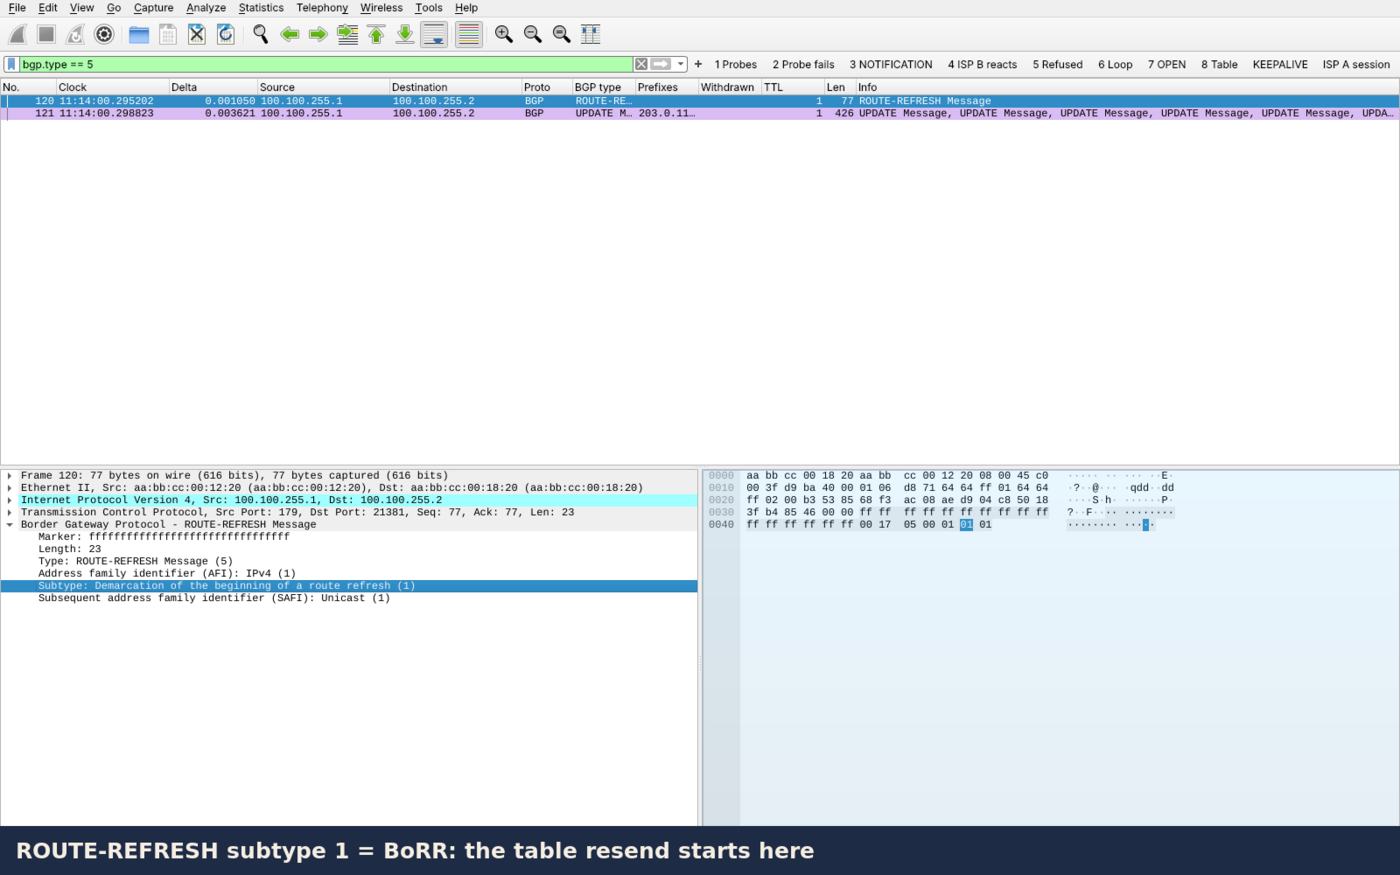 File Edit View Go Capture Analyze Statistics Telephony Wireless Tools Help
bgp.type == 5
+ 1 Probes 2 Probe fails 3 NOTIFICATION 4 ISP B reacts 5 Refused 6 Loop 7 OPEN 8 Table KEEPALIVE ISP A session
No. Clock Delta Source Destination Proto BGP type Prefixes Withdrawn TTL Len Info
120 11:14:00.295202 0.001050 100.100.255.1 100.100.255.2 BGP ROUTE-RE… 1 77 ROUTE-REFRESH Message
121 11:14:00.298823 0.003621 100.100.255.1 100.100.255.2 BGP UPDATE M… 203.0.11… 1 426 UPDATE Message, UPDATE Message, UPDATE Message, UPDATE Message, UPDATE Message, UPDA…
Frame 120: 77 bytes on wire (616 bits), 77 bytes captured (616 bits)
Ethernet II, Src: aa:bb:cc:00:12:20 (aa:bb:cc:00:12:20), Dst: aa:bb:cc:00:18:20 (aa:bb:cc:00:18:20)
Internet Protocol Version 4, Src: 100.100.255.1, Dst: 100.100.255.2
Transmission Control Protocol, Src Port: 179, Dst Port: 21381, Seq: 77, Ack: 77, Len: 23
Border Gateway Protocol - ROUTE-REFRESH Message
Marker: ffffffffffffffffffffffffffffffff
Length: 23
Type: ROUTE-REFRESH Message (5)
Address family identifier (AFI): IPv4 (1)
Subtype: Demarcation of the beginning of a route refresh (1)
Subsequent address family identifier (SAFI): Unicast (1)
0000 aa bb cc 00 18 20 aa bb cc 00 12 20 08 00 45 c0 ····· ·· ··· ··E·
0010 00 3f d9 ba 40 00 01 06 d8 71 64 64 ff 01 64 64 ·?··@··· ·qdd··dd
0020 ff 02 00 b3 53 85 68 f3 ac 08 ae d9 04 c8 50 18 ····S·h· ······P·
0030 3f b4 85 46 00 00 ff ff ff ff ff ff ff ff ff ff ?··F···· ········
0040 ff ff ff ff ff ff 00 17 05 00 01 01 01 ········ ·····
ROUTE-REFRESH subtype 1 = BoRR: the table resend starts here